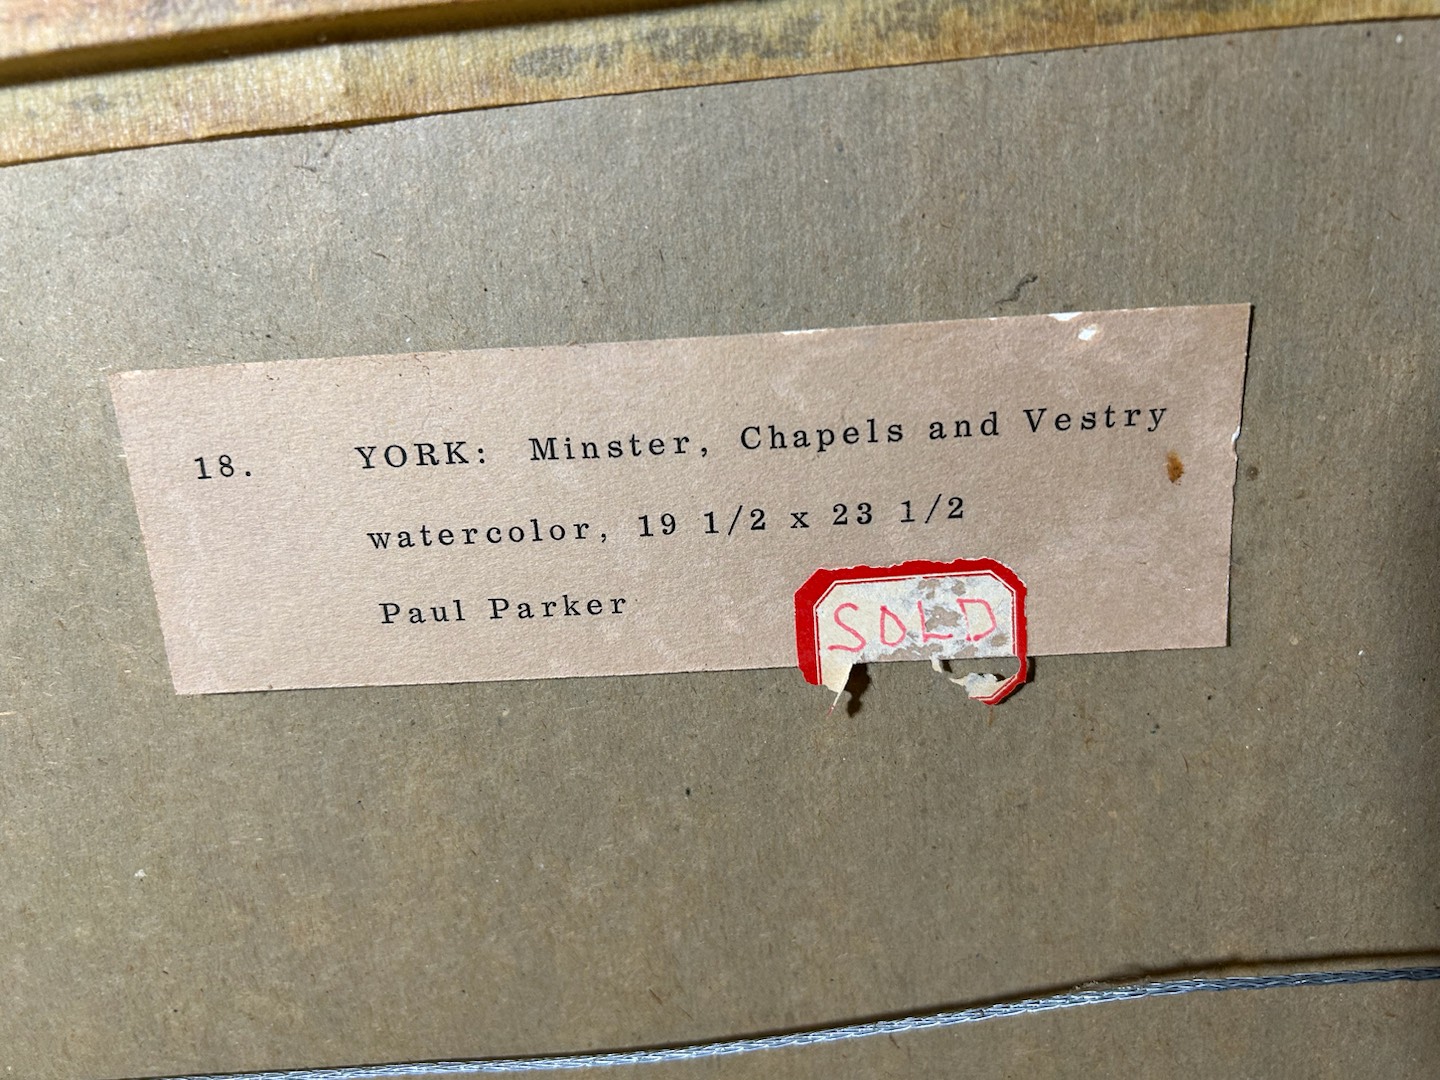 18. YORK: Minster, Chapels and Vestry
watercolor, 19 1/2 x 23 1/2
Paul Parker
SOLD